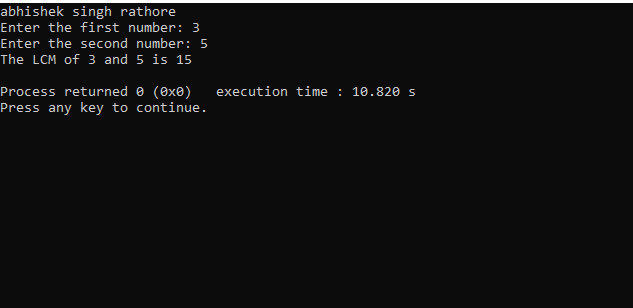 abhishek singh rathore
Enter the first number: 3
Enter the second number: 5
The LCM of 3 and 5 is 15
Process returned 0 (0x0)   execution time : 10.820 s
Press any key to continue.